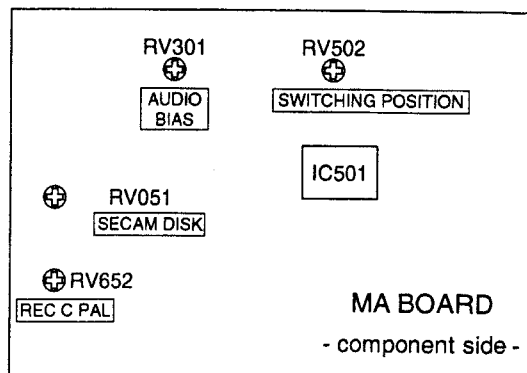 RV301
AUDIO
BIAS
RV502
SWITCHING POSITION
IC501
RV051
SECAM DISK
RV652
REC C PAL
MA BOARD
- component side -